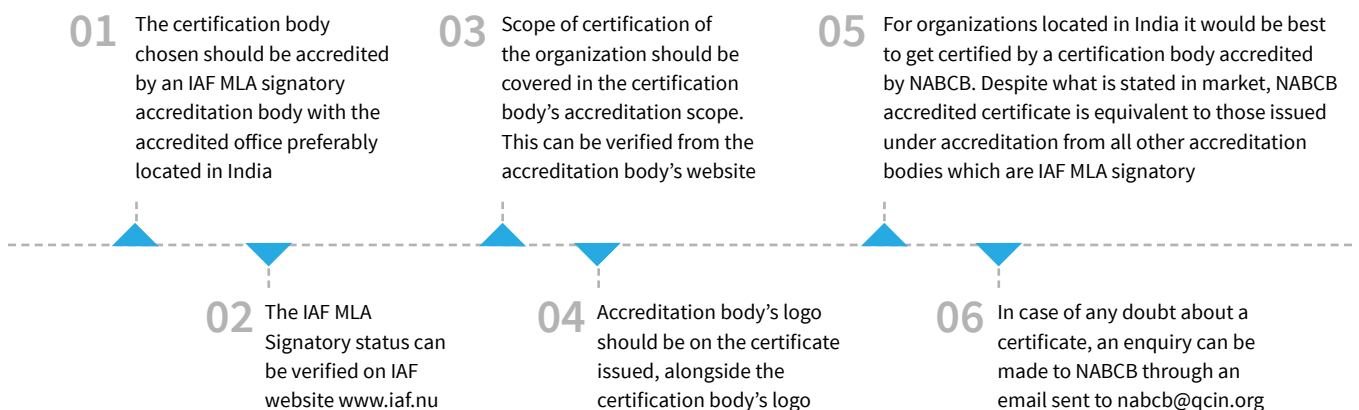 01
The certification body
chosen should be accredited
by an IAF MLA signatory
accreditation body with the
accredited office preferably
located in India
02
The IAF MLA
Signatory status can
be verified on IAF
website www.iaf.nu
03
Scope of certification of
the organization should be
covered in the certification
body's accreditation scope.
This can be verified from the
accreditation body's website
04
Accreditation body's logo
should be on the certificate
issued, alongside the
certification body's logo
05
For organizations located in India it would be best
to get certified by a certification body accredited
by NABCB. Despite what is stated in market, NABCB
accredited certificate is equivalent to those issued
under accreditation from all other accreditation
bodies which are IAF MLA signatory
06
In case of any doubt about a
certificate, an enquiry can be
made to NABCB through an
email sent to nabcb@qcin.org